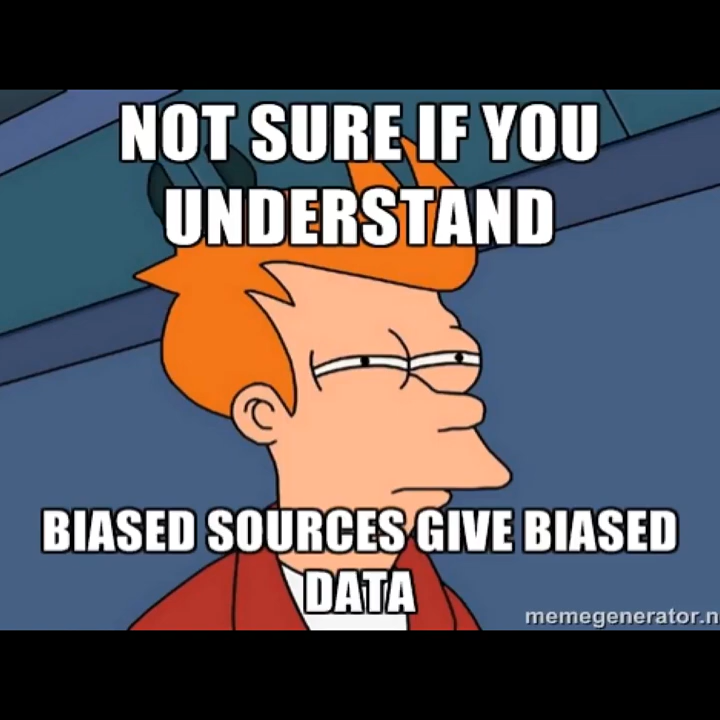 NOT SURE IF YOU
UNDERSTAND
BIASED SOURCES GIVE BIASED
DATA
memegenerator.n